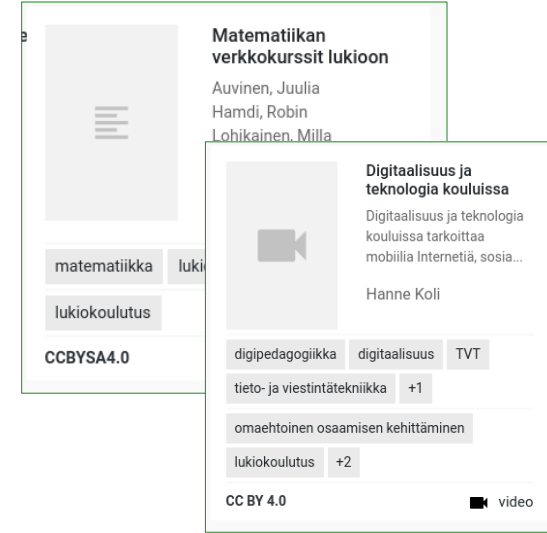 Matematiikan
verkkokurssit lukioon
Auvinen, Juulia
Hamdi, Robin
Lohikainen, Milla
matematiikka
lukiokoulutus
CCBYSA4.0
Digitaalisuus ja
teknologia kouluissa
Digitaalisuus ja teknologia
kouluissa tarkoittaa
mobiilia Internetiä, sosia...
Hanne Koli
digipedagogiikka digitaalisuus TVT
tieto- ja viestintätekniikka +1
omaehtoinen osaamisen kehittäminen
lukiokoulutus +2
CC BY 4.0 video